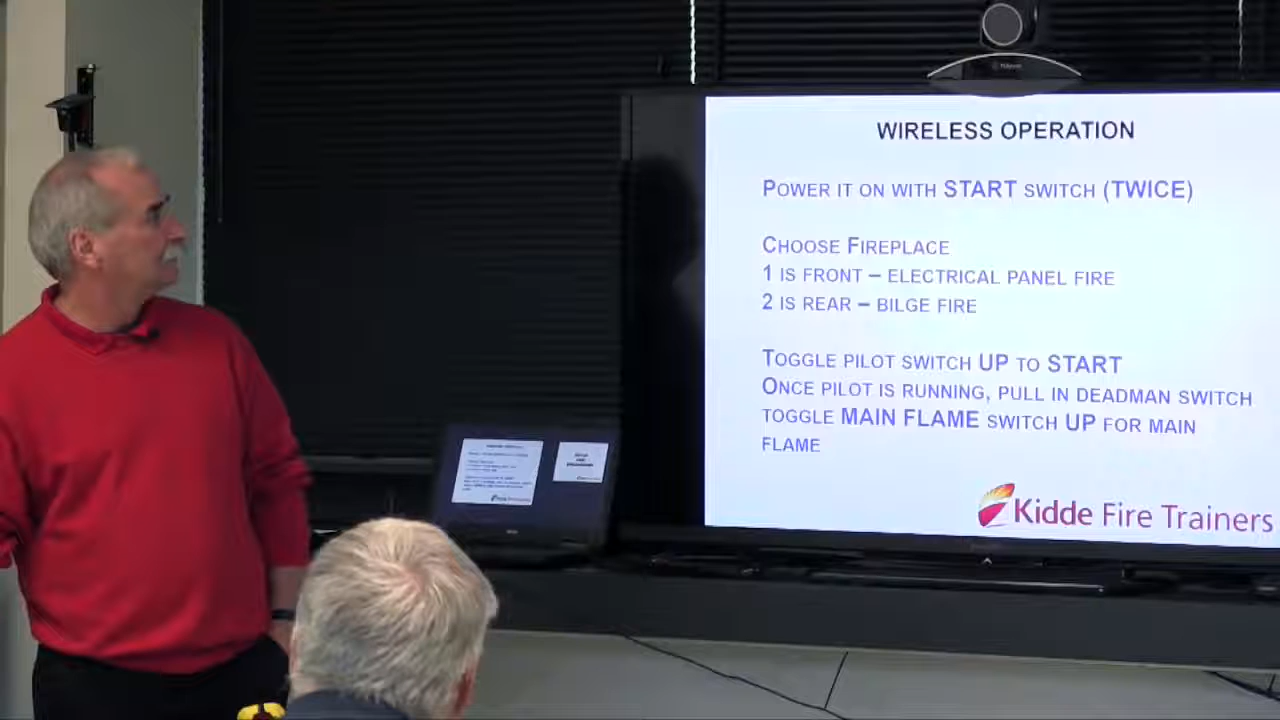 WIRELESS OPERATION
POWER IT ON WITH START SWITCH (TWICE)
CHOOSE FIREPLACE
1 IS FRONT – ELECTRICAL PANEL FIRE
2 IS REAR – BILGE FIRE
TOGGLE PILOT SWITCH UP TO START
ONCE PILOT IS RUNNING, PULL IN DEADMAN SWITCH
TOGGLE MAIN FLAME SWITCH UP FOR MAIN
FLAME
Kidde Fire Trainers